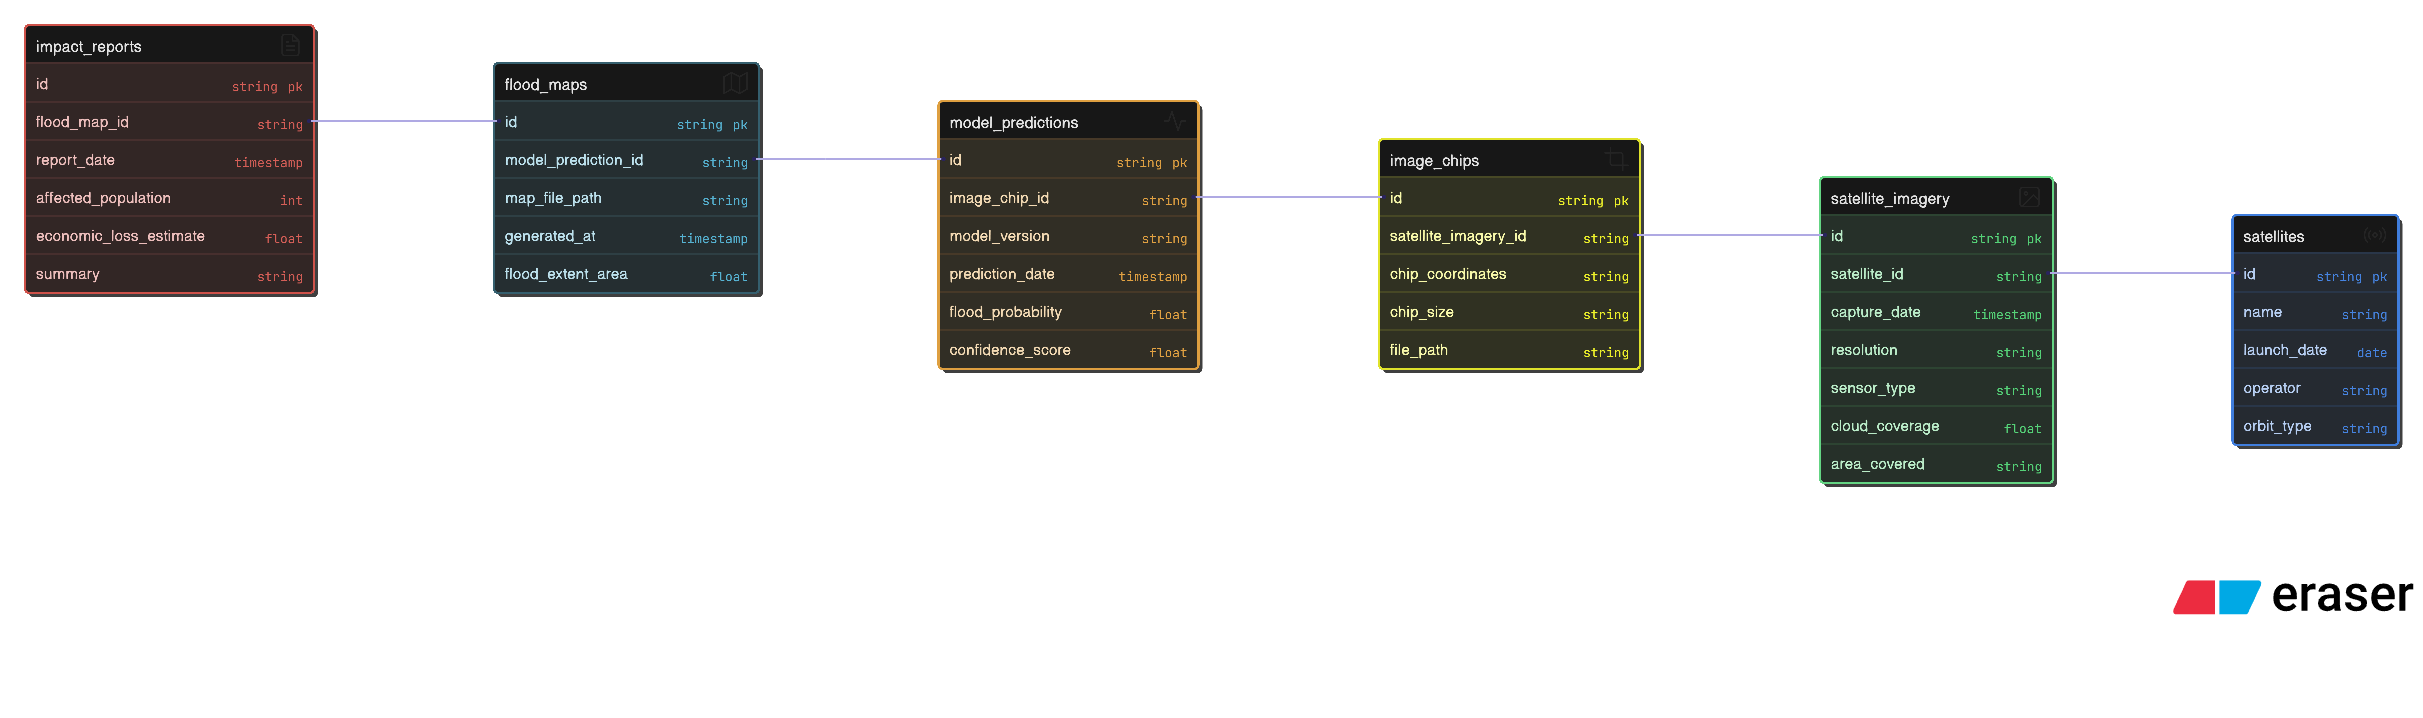 impact_reports
id string pk
flood_map_id string
report_date timestamp
affected_population int
economic_loss_estimate float
summary string
flood_maps
id string pk
model_prediction_id string
map_file_path string
generated_at timestamp
flood_extent_area float
model_predictions
id string pk
image_chip_id string
model_version string
prediction_date timestamp
flood_probability float
confidence_score float
image_chips
id string pk
satellite_imagery_id string
chip_coordinates string
chip_size string
file_path string
satellite_imagery
id string pk
satellite_id string
capture_date timestamp
resolution string
sensor_type string
cloud_coverage float
area_covered string
satellites
id string pk
name string
launch_date date
operator string
orbit_type string
eraser